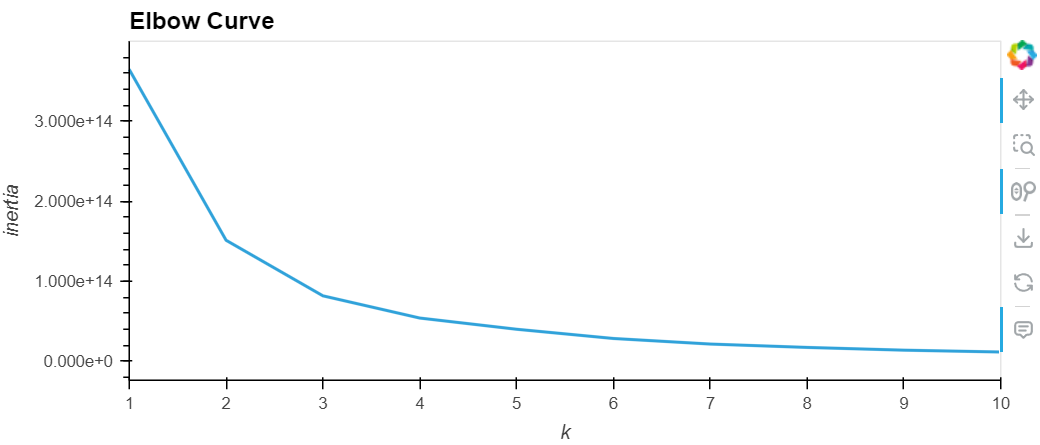 Elbow Curve
inertia
3.000e+14
2.000e+14
1.000e+14
0.000e+0
1 2 3 4 5 6 7 8 9 10
k